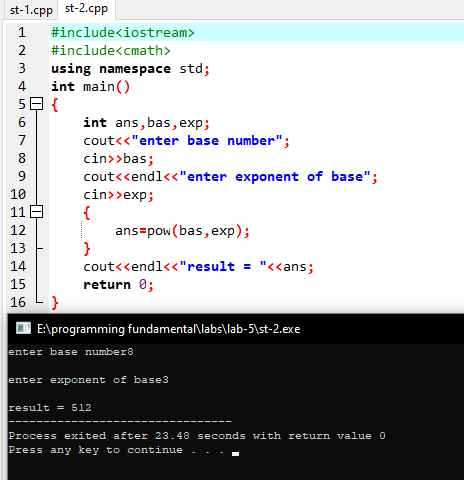 st-1.cpp st-2.cpp
1 #include<iostream>
2 #include<cmath>
3 using namespace std;
4 int main()
5 {
6 int ans,bas,exp;
7 cout<<"enter base number";
8 cin>>bas;
9 cout<<endl<<"enter exponent of base";
10 cin>>exp;
11 {
12 ans=pow(bas,exp);
13 }
14 cout<<endl<<"result = "<<ans;
15 return 0;
16 }
E:\programming fundamental\labs\lab-5\st-2.exe
enter base number8
enter exponent of base3
result = 512
--------------------------------
Process exited after 23.48 seconds with return value 0
Press any key to continue . . .